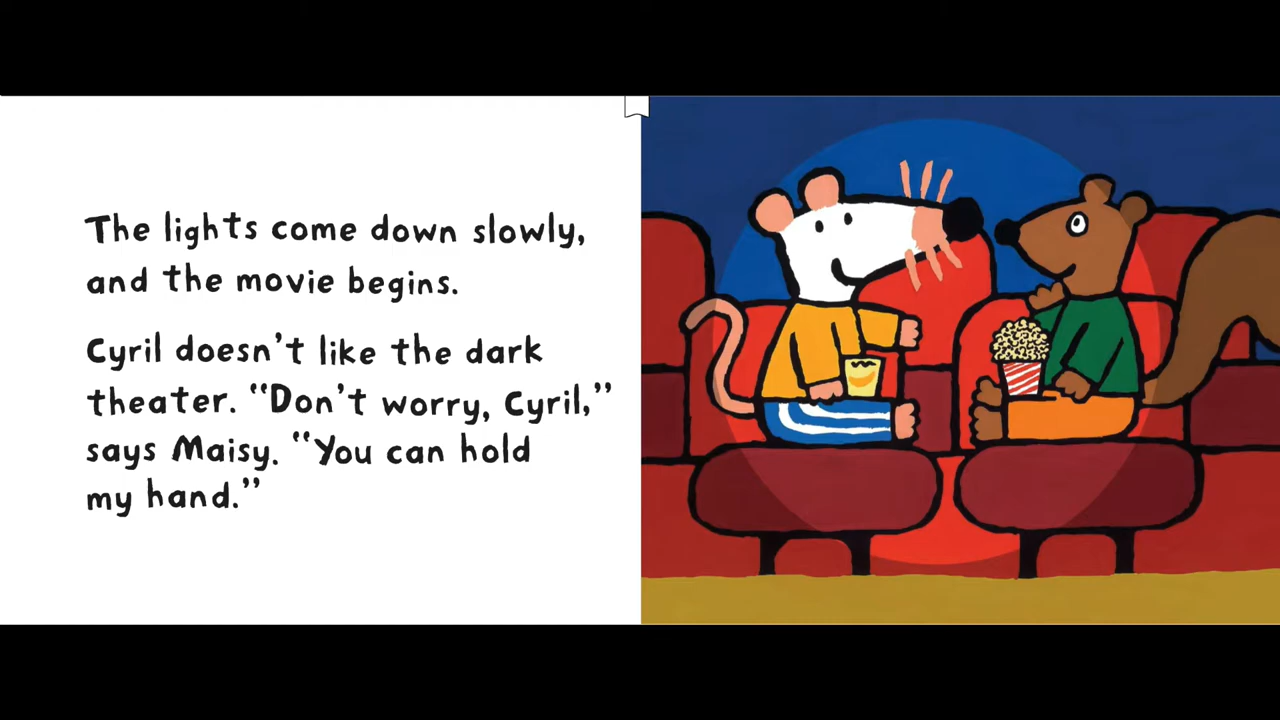 The lights come down slowly,
and the movie begins.
Cyril doesn't like the dark
theater. “Don't worry, Cyril,”
says Maisy. “You can hold
my hand.”